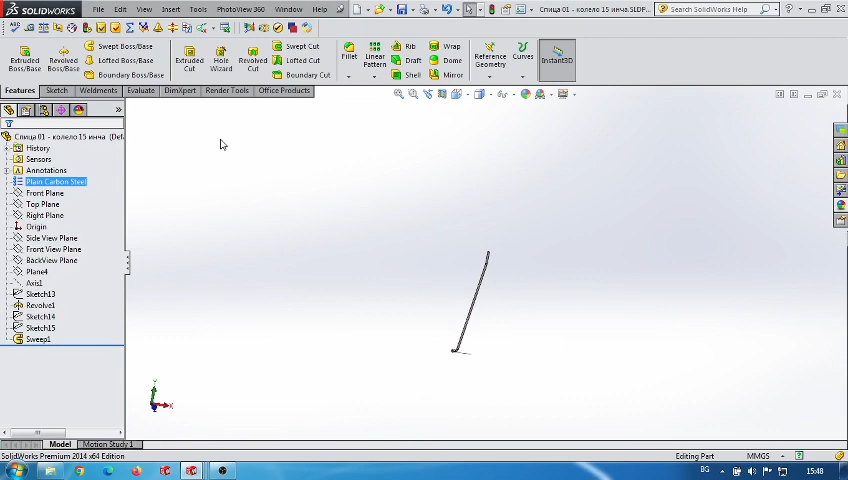 SOLIDWORKS File Edit View Insert Tools PhotoView 360 Window Help Спица 01 - колело 15 инча.SLDP... Search SolidWorks Help
Extruded Boss/Base
Revolved Boss/Base
Swept Boss/Base
Lofted Boss/Base
Boundary Boss/Base
Extruded Cut
Hole Wizard
Revolved Cut
Swept Cut
Lofted Cut
Boundary Cut
Fillet
Linear Pattern
Rib
Draft
Shell
Wrap
Dome
Mirror
Reference Geometry
Curves
Instant3D
Features Sketch Weldments Evaluate DimXpert Render Tools Office Products
Спица 01 - колело 15 инча (Def
History
Sensors
Annotations
Plain Carbon Steel
Front Plane
Top Plane
Right Plane
Origin
Side View Plane
Front View Plane
BackView Plane
Plane4
Axis1
Sketch13
Revolve1
Sketch14
Sketch15
Sweep1
Y
X
Model Motion Study 1
SolidWorks Premium 2014 x64 Edition Editing Part MMGS
BG 15:48